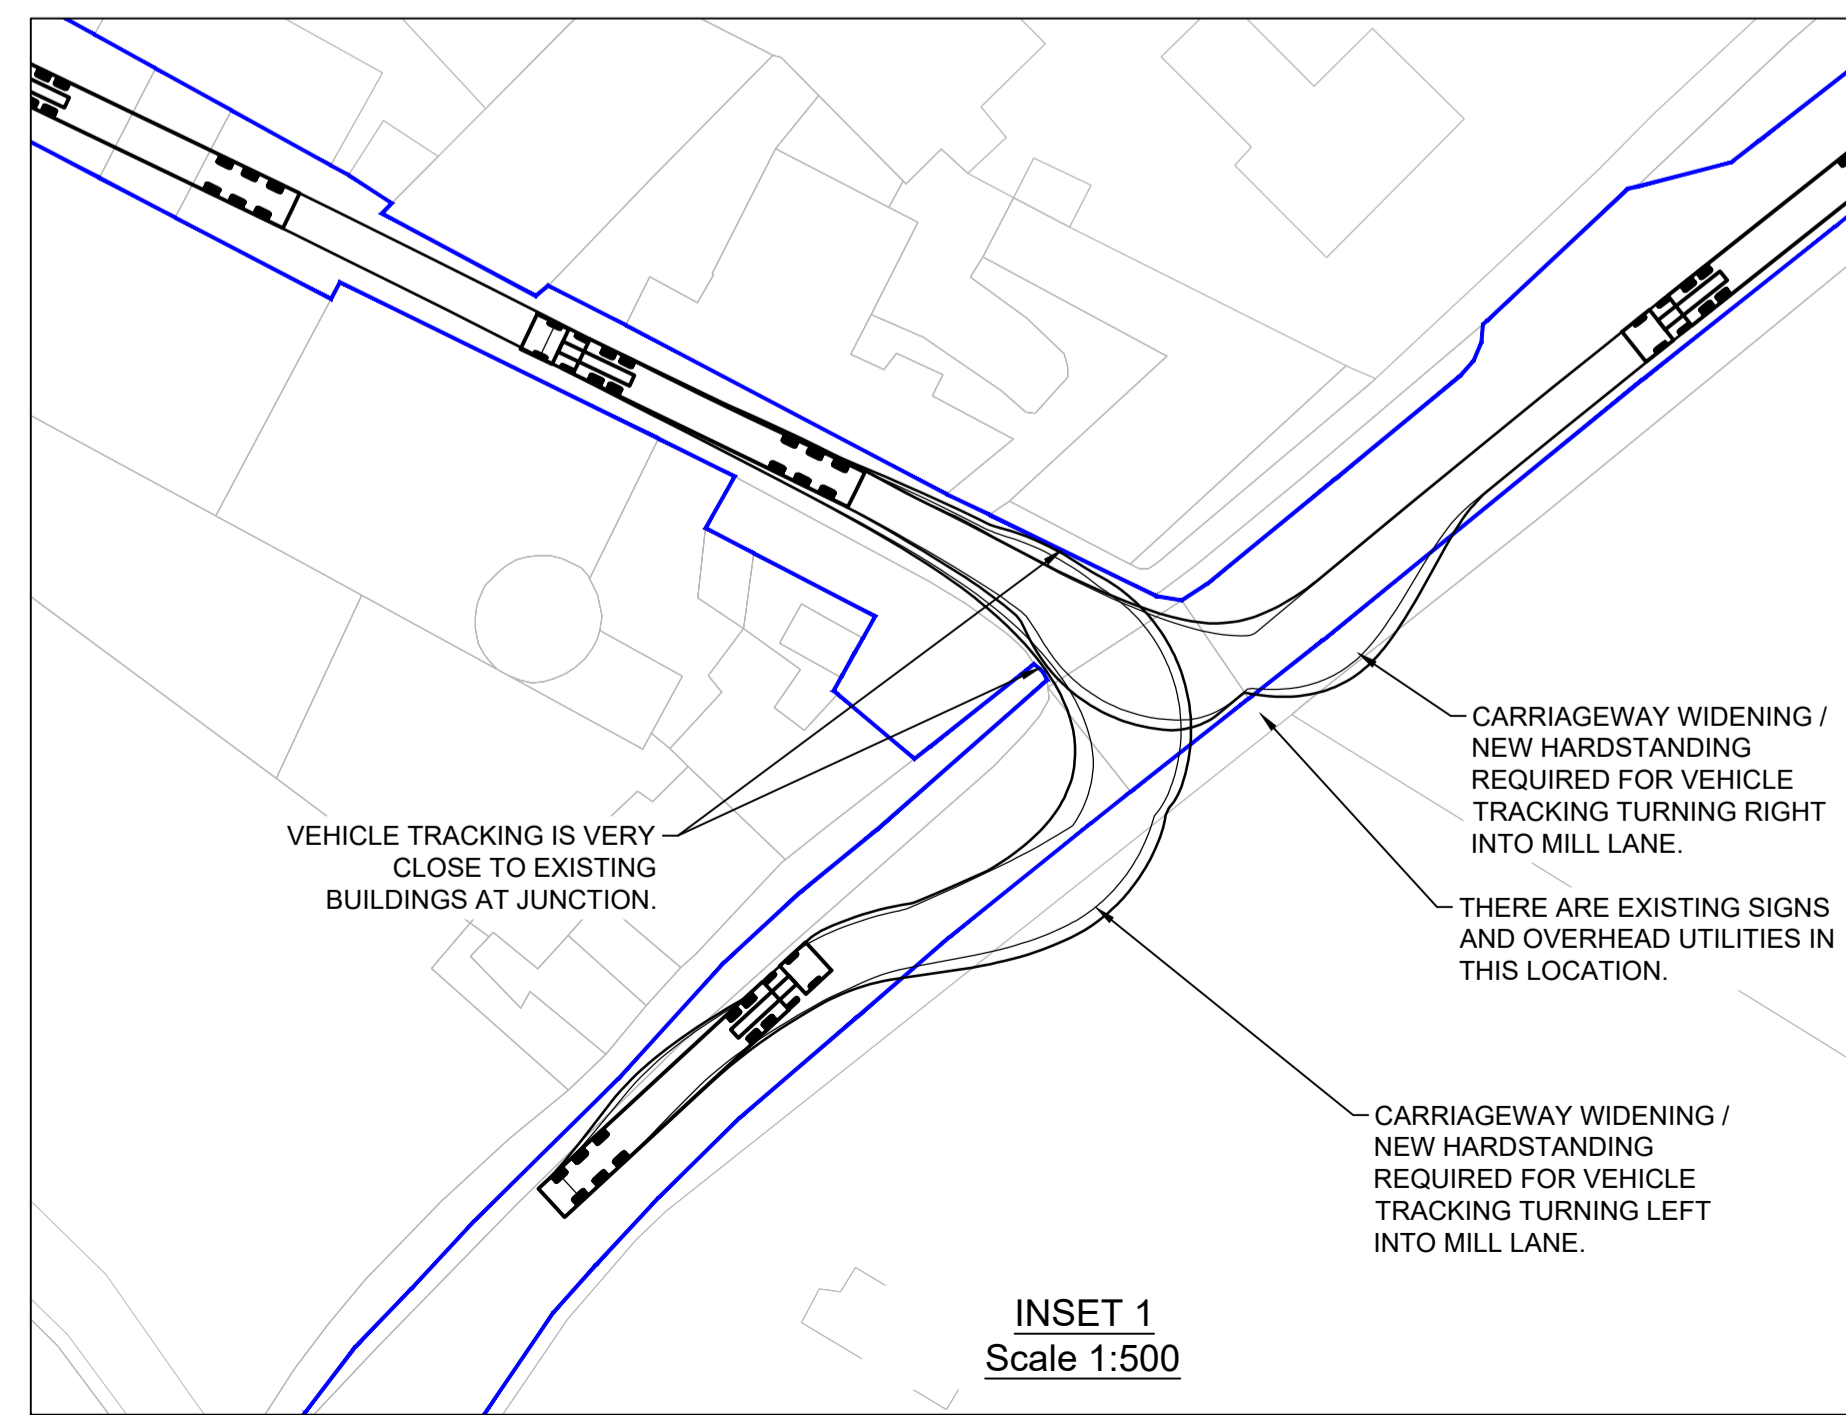 VEHICLE TRACKING IS VERY
CLOSE TO EXISTING
BUILDINGS AT JUNCTION.
CARRIAGEWAY WIDENING /
NEW HARDSTANDING
REQUIRED FOR VEHICLE
TRACKING TURNING RIGHT
INTO MILL LANE.
THERE ARE EXISTING SIGNS
AND OVERHEAD UTILITIES IN
THIS LOCATION.
CARRIAGEWAY WIDENING /
NEW HARDSTANDING
REQUIRED FOR VEHICLE
TRACKING TURNING LEFT
INTO MILL LANE.
INSET 1
Scale 1:500